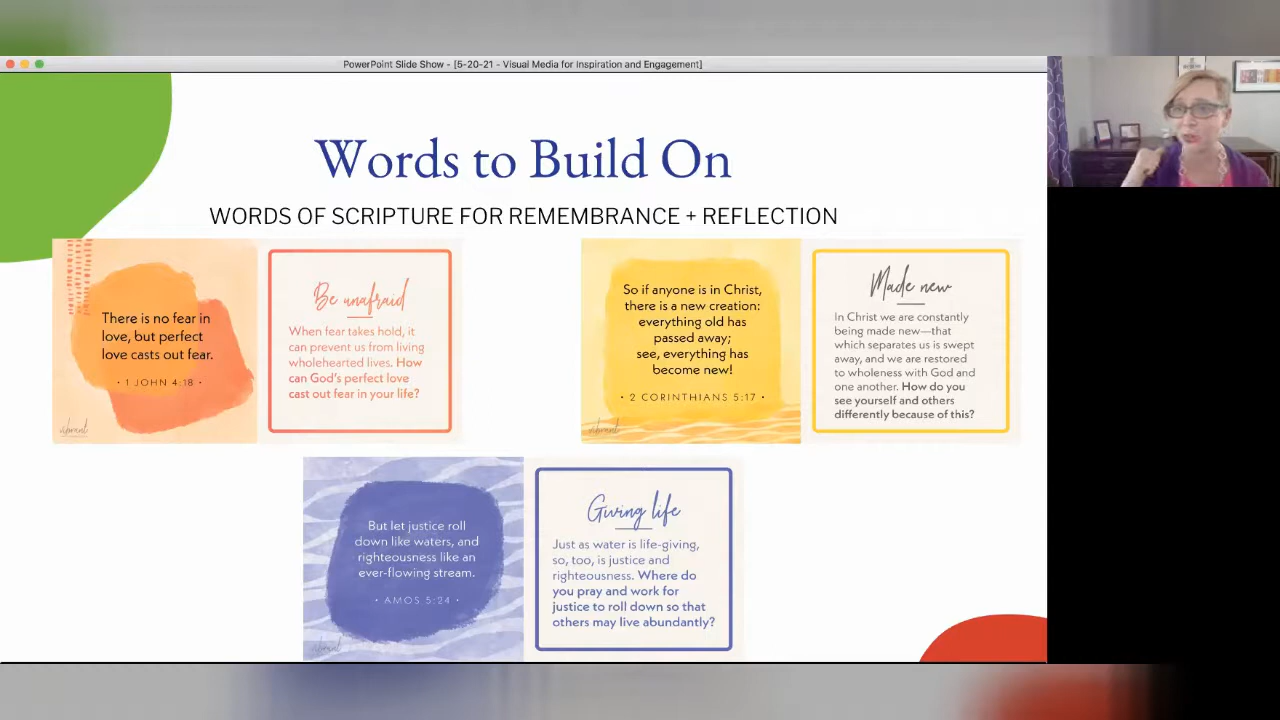 PowerPoint Slide Show - [5-20-21 - Visual Media for Inspiration and Engagement]
Words to Build On
WORDS OF SCRIPTURE FOR REMEMBRANCE + REFLECTION
There is no fear in
love, but perfect
love casts out fear.
• 1 JOHN 4:18 •
vibrant
Be unafraid
When fear takes hold, it
can prevent us from living
wholehearted lives. How
can God's perfect love
cast out fear in your life?
So if anyone is in Christ,
there is a new creation:
everything old has
passed away;
see, everything has
become new!
• 2 CORINTHIANS 5:17 •
vibrant
Made new
In Christ we are constantly
being made new—that
which separates us is swept
away, and we are restored
to wholeness with God and
one another. How do you
see yourself and others
differently because of this?
But let justice roll
down like waters, and
righteousness like an
ever-flowing stream.
• AMOS 5:24 •
vibrant
Giving life
Just as water is life-giving,
so, too, is justice and
righteousness. Where do
you pray and work for
justice to roll down so that
others may live abundantly?